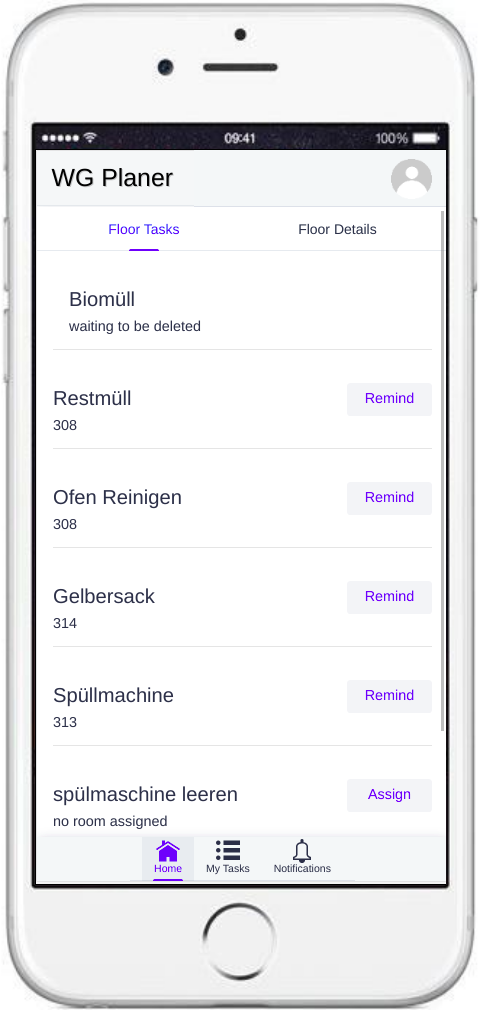 09:41
100%
WG Planer
Floor Tasks
Floor Details
Biomüll
waiting to be deleted
Restmüll
Remind
308
Ofen Reinigen
Remind
308
Gelbersack
Remind
314
Spüllmachine
Remind
313
spülmaschine leeren
Assign
no room assigned
Home
My Tasks
Notifications